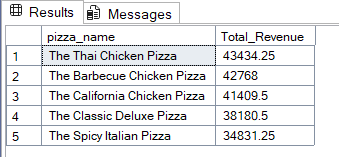 Results Messages
pizza_name Total_Revenue
1 The Thai Chicken Pizza 43434.25
2 The Barbecue Chicken Pizza 42768
3 The California Chicken Pizza 41409.5
4 The Classic Deluxe Pizza 38180.5
5 The Spicy Italian Pizza 34831.25